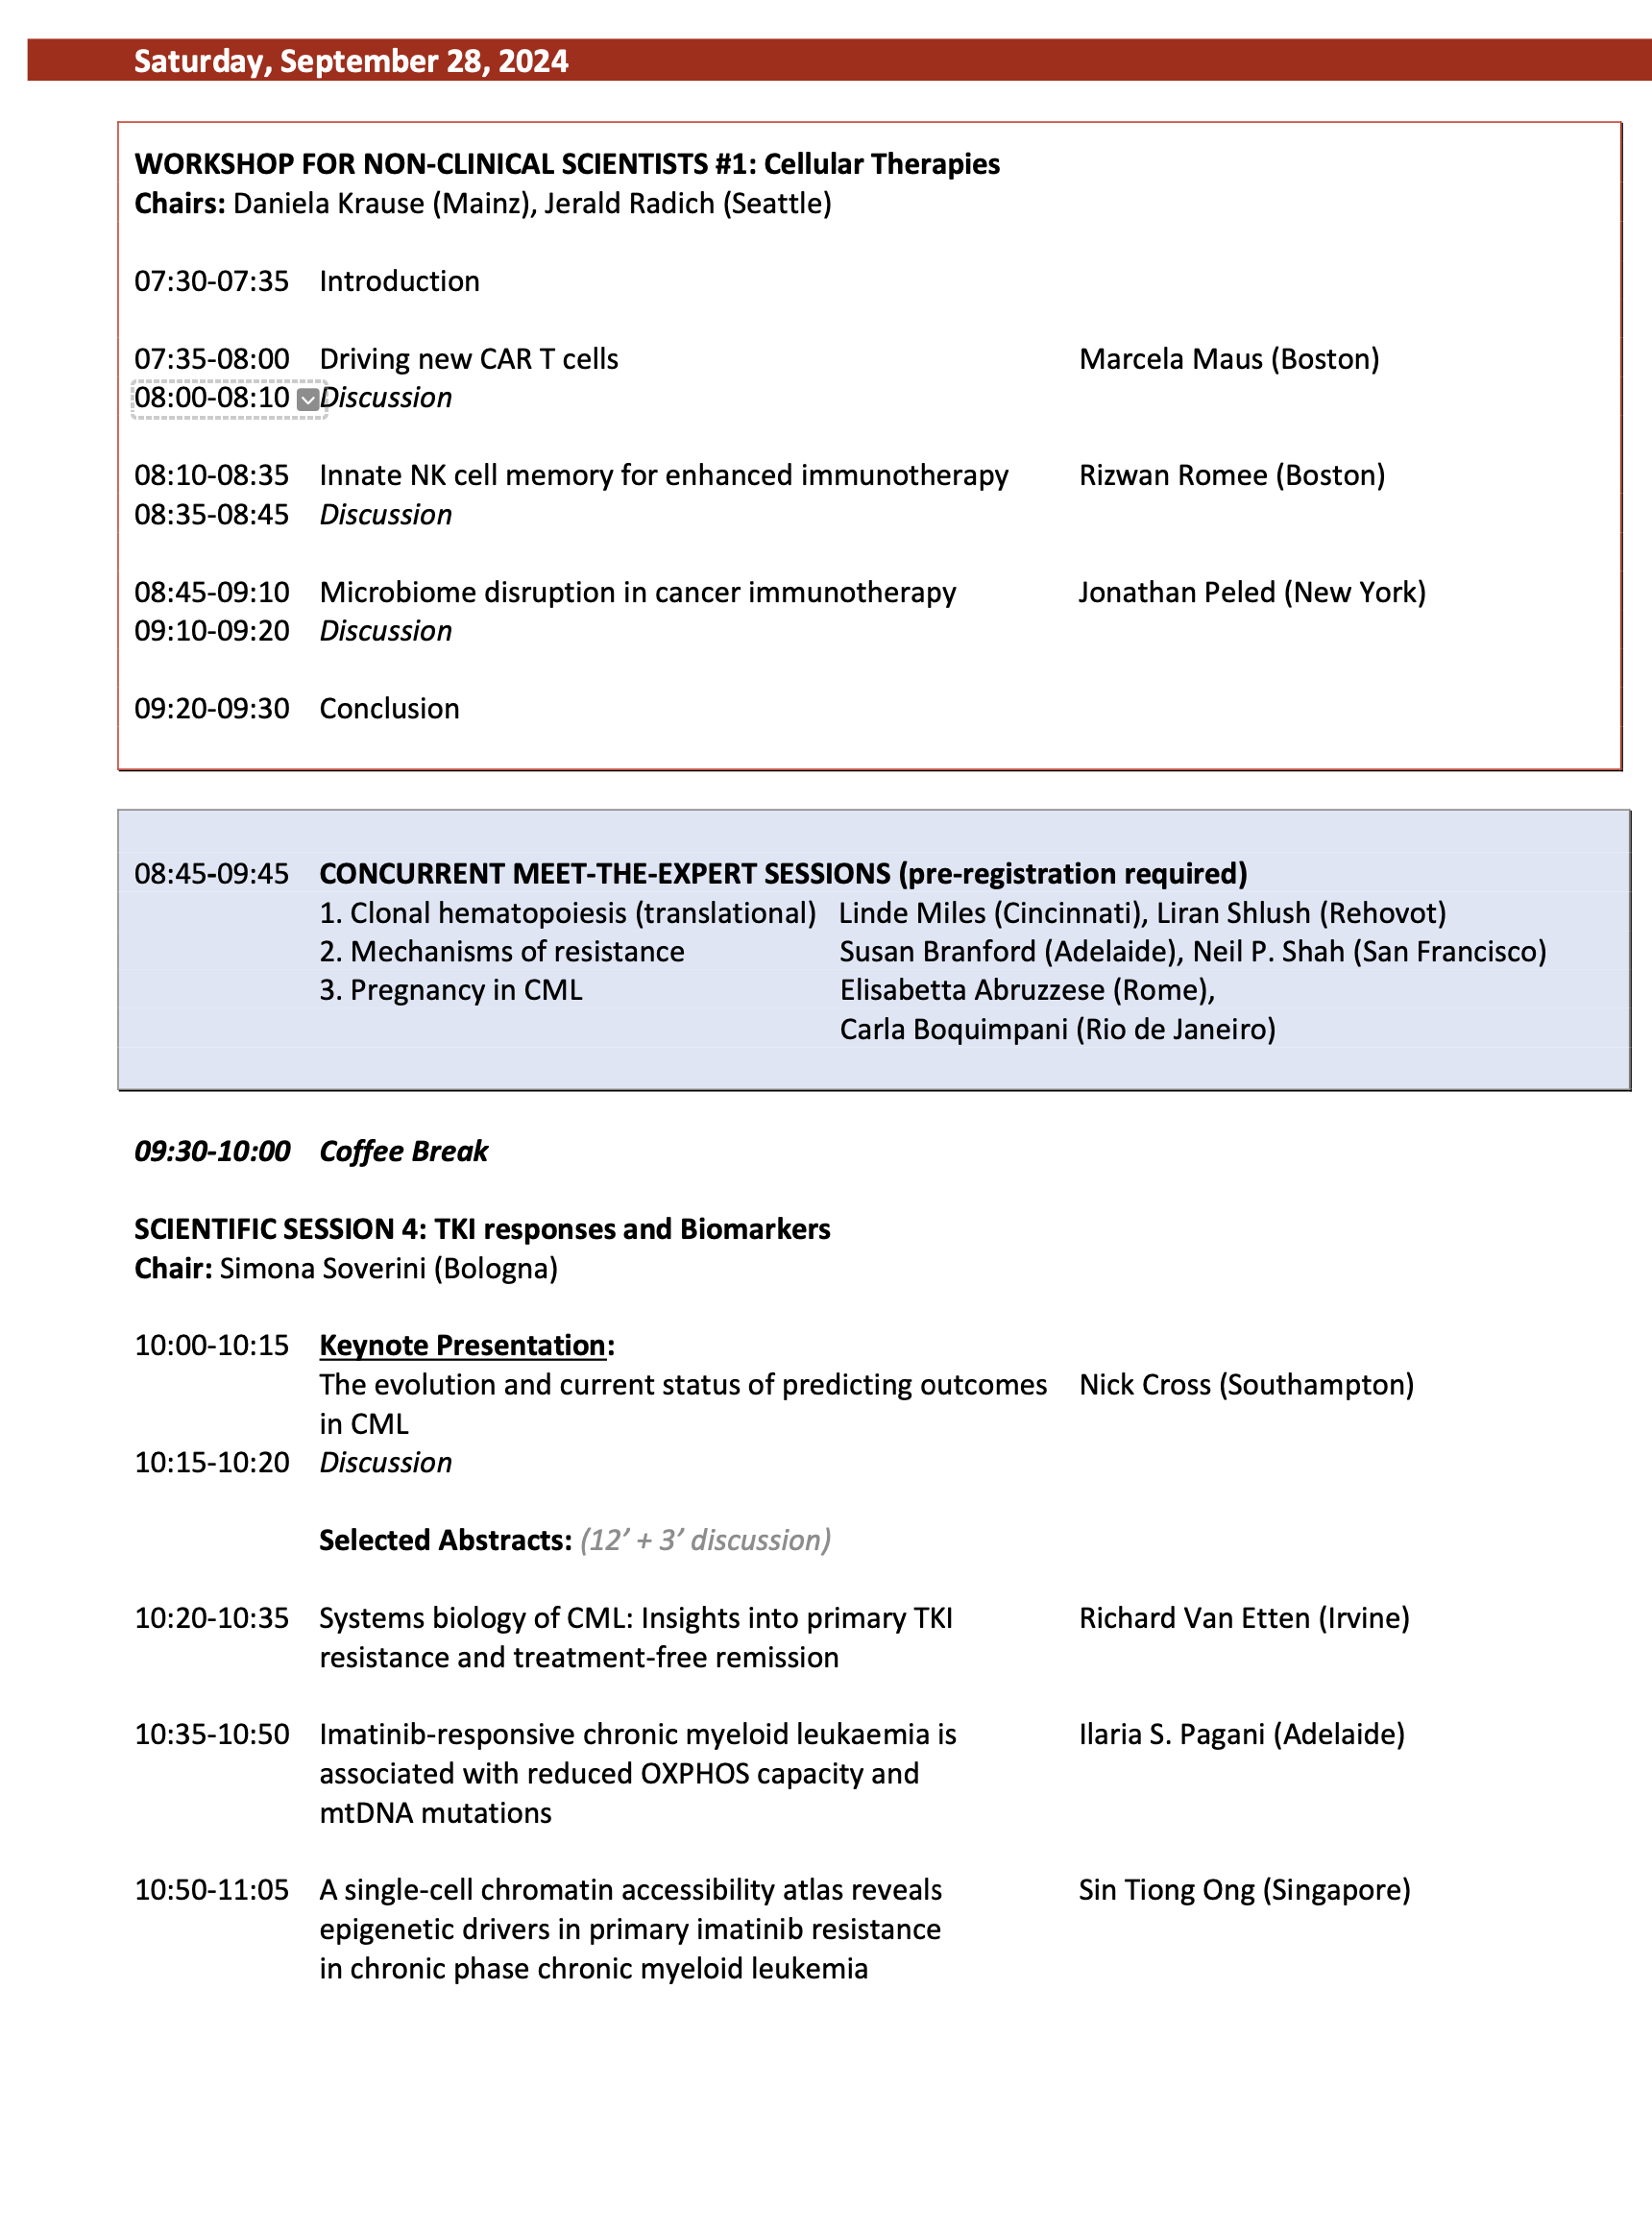 Saturday, September 28, 2024
WORKSHOP FOR NON-CLINICAL SCIENTISTS #1: Cellular Therapies
Chairs: Daniela Krause (Mainz), Jerald Radich (Seattle)
07:30-07:35 Introduction
07:35-08:00 Driving new CAR T cells Marcela Maus (Boston)
08:00-08:10 Discussion
08:10-08:35 Innate NK cell memory for enhanced immunotherapy Rizwan Romee (Boston)
08:35-08:45 Discussion
08:45-09:10 Microbiome disruption in cancer immunotherapy Jonathan Peled (New York)
09:10-09:20 Discussion
09:20-09:30 Conclusion
08:45-09:45 CONCURRENT MEET-THE-EXPERT SESSIONS (pre-registration required)
1. Clonal hematopoiesis (translational) Linde Miles (Cincinnati), Liran Shlush (Rehovot)
2. Mechanisms of resistance Susan Branford (Adelaide), Neil P. Shah (San Francisco)
3. Pregnancy in CML Elisabetta Abruzzese (Rome),
Carla Boquimpani (Rio de Janeiro)
09:30-10:00 Coffee Break
SCIENTIFIC SESSION 4: TKI responses and Biomarkers
Chair: Simona Soverini (Bologna)
10:00-10:15 Keynote Presentation:
The evolution and current status of predicting outcomes Nick Cross (Southampton)
in CML
10:15-10:20 Discussion
Selected Abstracts: (12’ + 3’ discussion)
10:20-10:35 Systems biology of CML: Insights into primary TKI Richard Van Etten (Irvine)
resistance and treatment-free remission
10:35-10:50 Imatinib-responsive chronic myeloid leukaemia is Ilaria S. Pagani (Adelaide)
associated with reduced OXPHOS capacity and
mtDNA mutations
10:50-11:05 A single-cell chromatin accessibility atlas reveals Sin Tiong Ong (Singapore)
epigenetic drivers in primary imatinib resistance
in chronic phase chronic myeloid leukemia